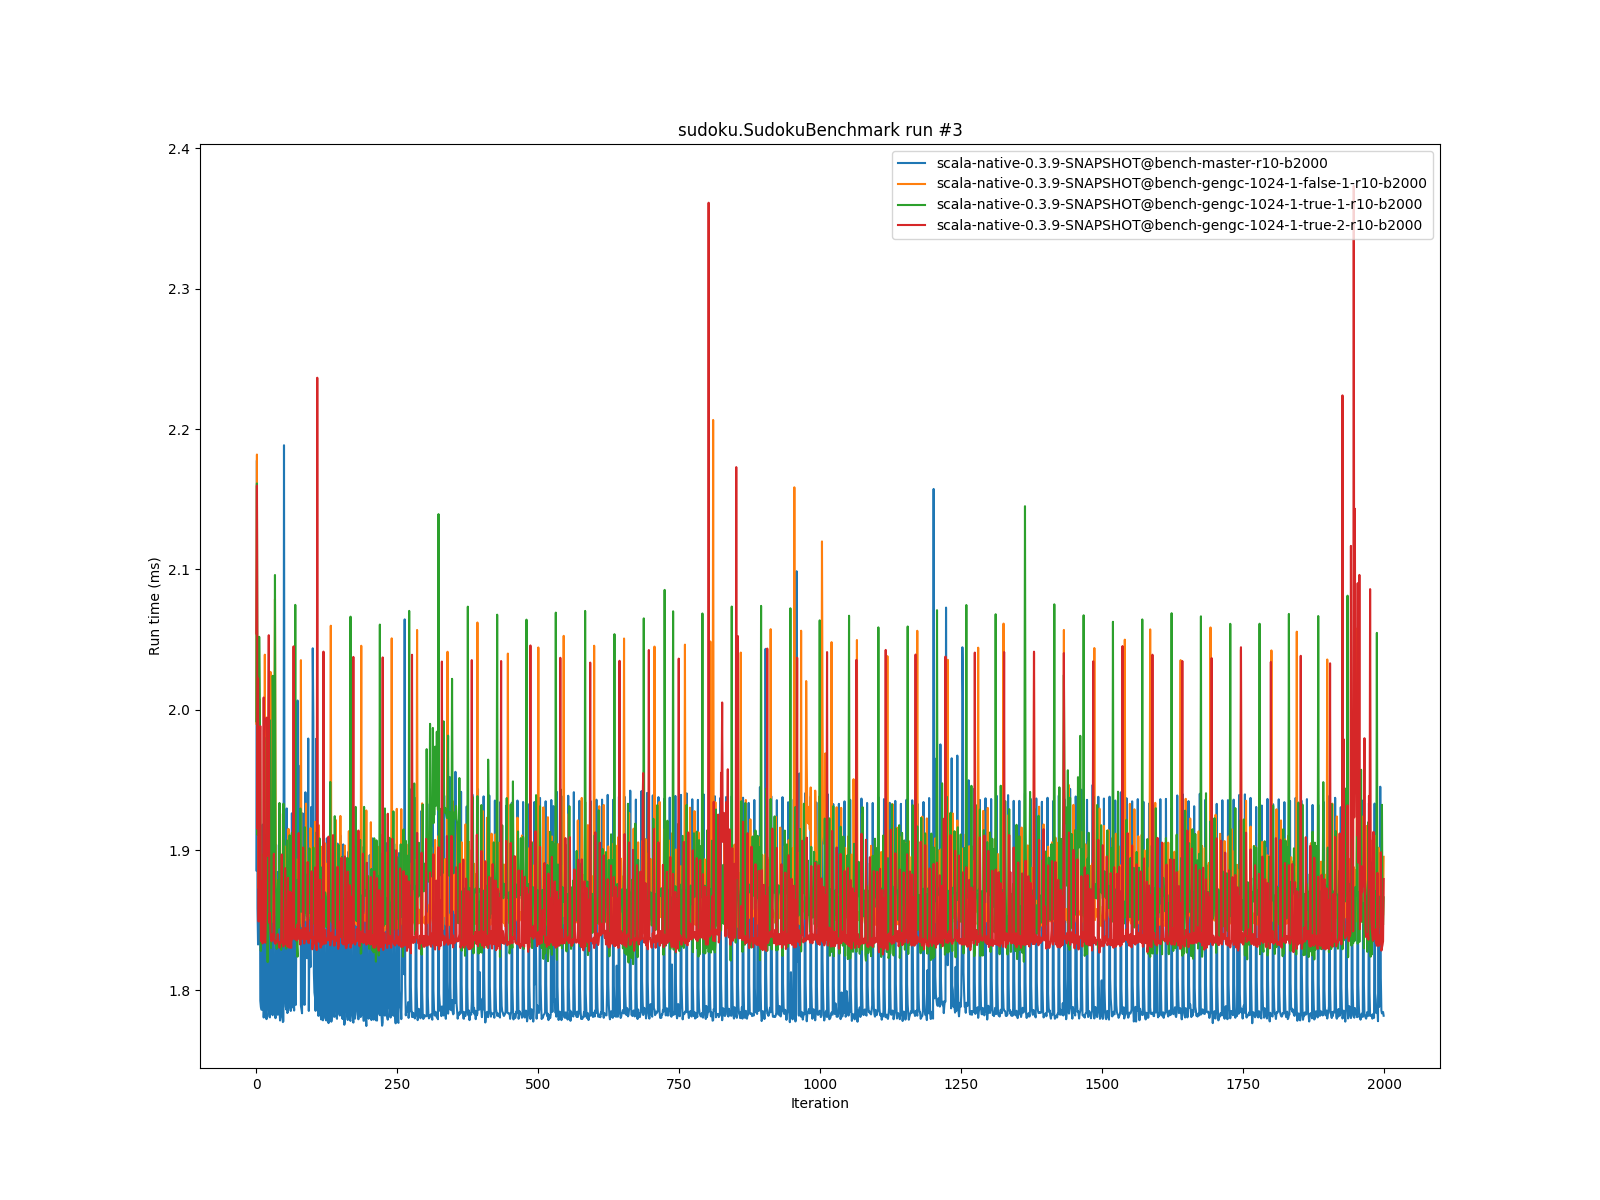 sudoku.SudokuBenchmark run #3
scala-native-0.3.9-SNAPSHOT@bench-master-r10-b2000
scala-native-0.3.9-SNAPSHOT@bench-gengc-1024-1-false-1-r10-b2000
scala-native-0.3.9-SNAPSHOT@bench-gengc-1024-1-true-1-r10-b2000
scala-native-0.3.9-SNAPSHOT@bench-gengc-1024-1-true-2-r10-b2000
Run time (ms)
2.4
2.3
2.2
2.1
2.0
1.9
1.8
0 250 500 750 1000 1250 1500 1750 2000
Iteration